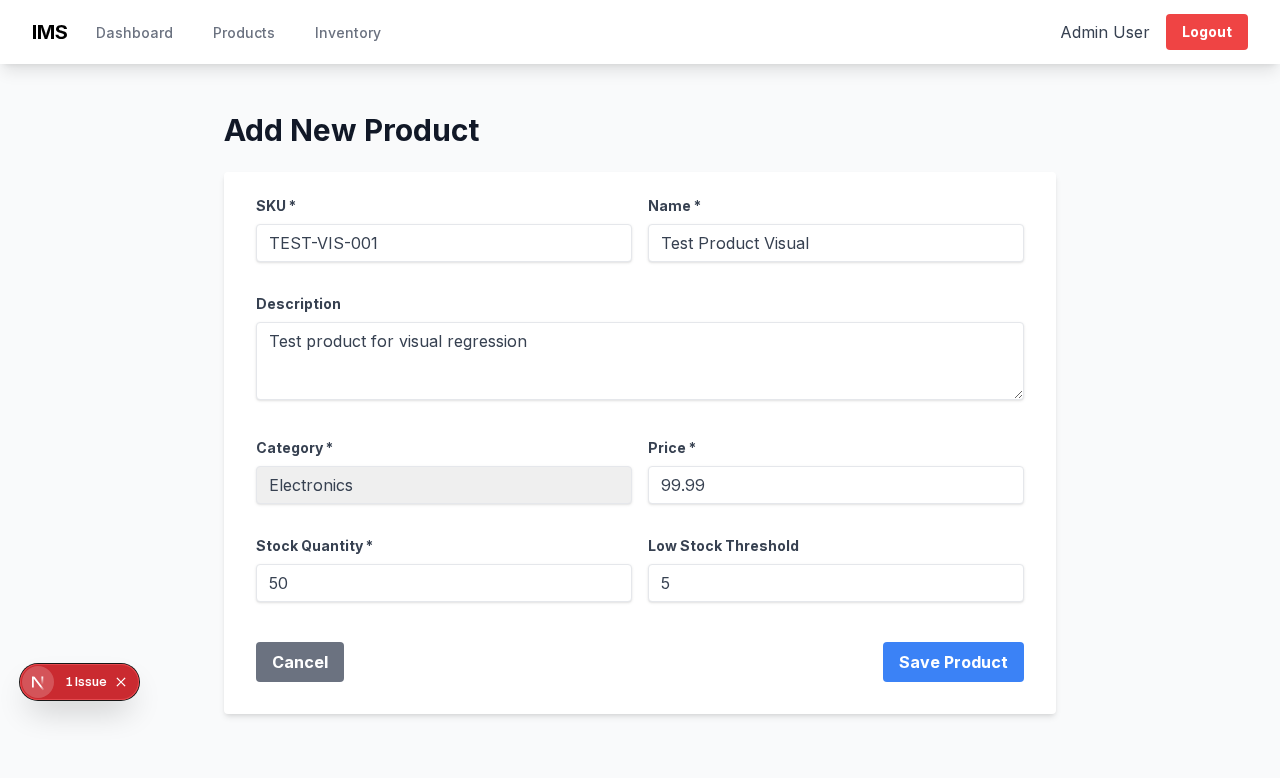 IMS Dashboard Products Inventory Admin User Logout
Add New Product
SKU * Name *
TEST-VIS-001 Test Product Visual
Description
Test product for visual regression
Category * Price *
Electronics 99.99
Stock Quantity * Low Stock Threshold
50 5
Cancel Save Product
N 1 Issue